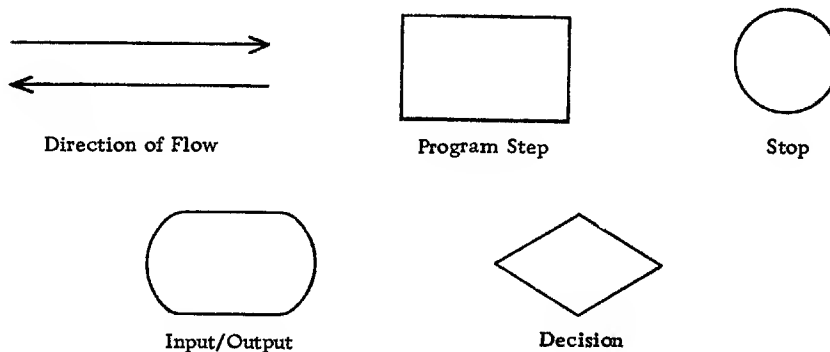 Direction of Flow
Program Step
Stop
Input/Output
Decision